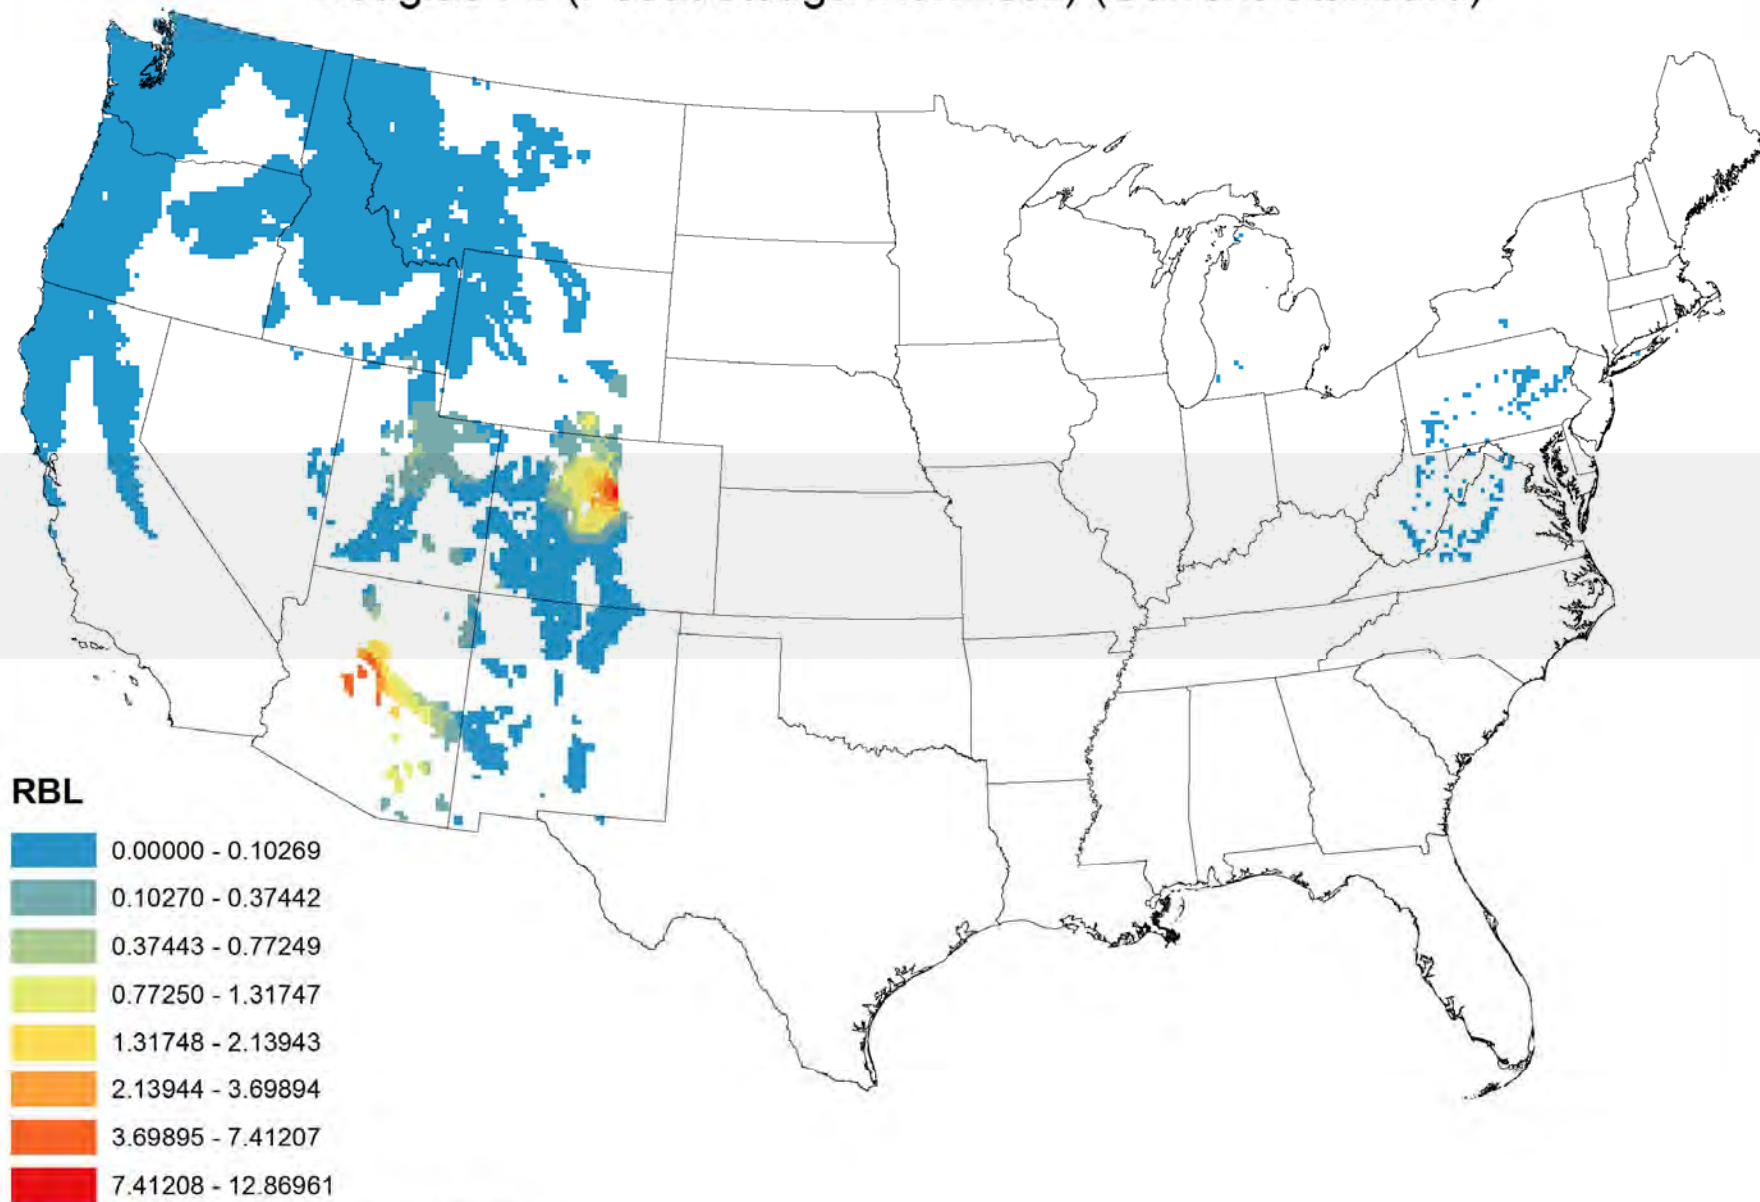 RBL
0.00000 - 0.10269
0.10270 - 0.37442
0.37443 - 0.77249
0.77250 - 1.31747
1.31748 - 2.13943
2.13944 - 3.69894
3.69895 - 7.41207
7.41208 - 12.86961